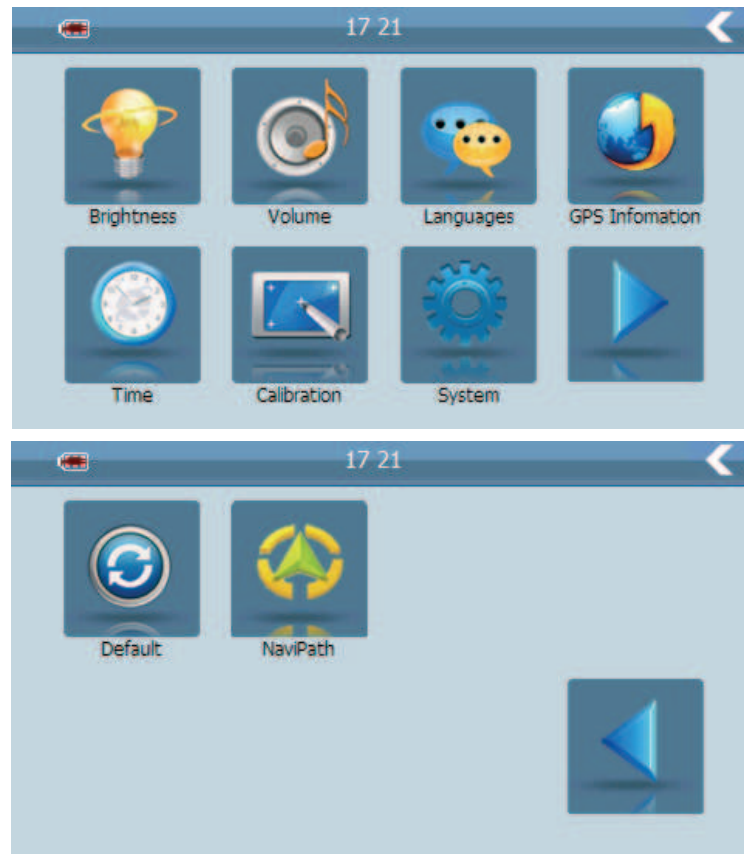 17 21
Brightness Volume Languages GPS Infomation
Time Calibration System
17 21
Default NaviPath